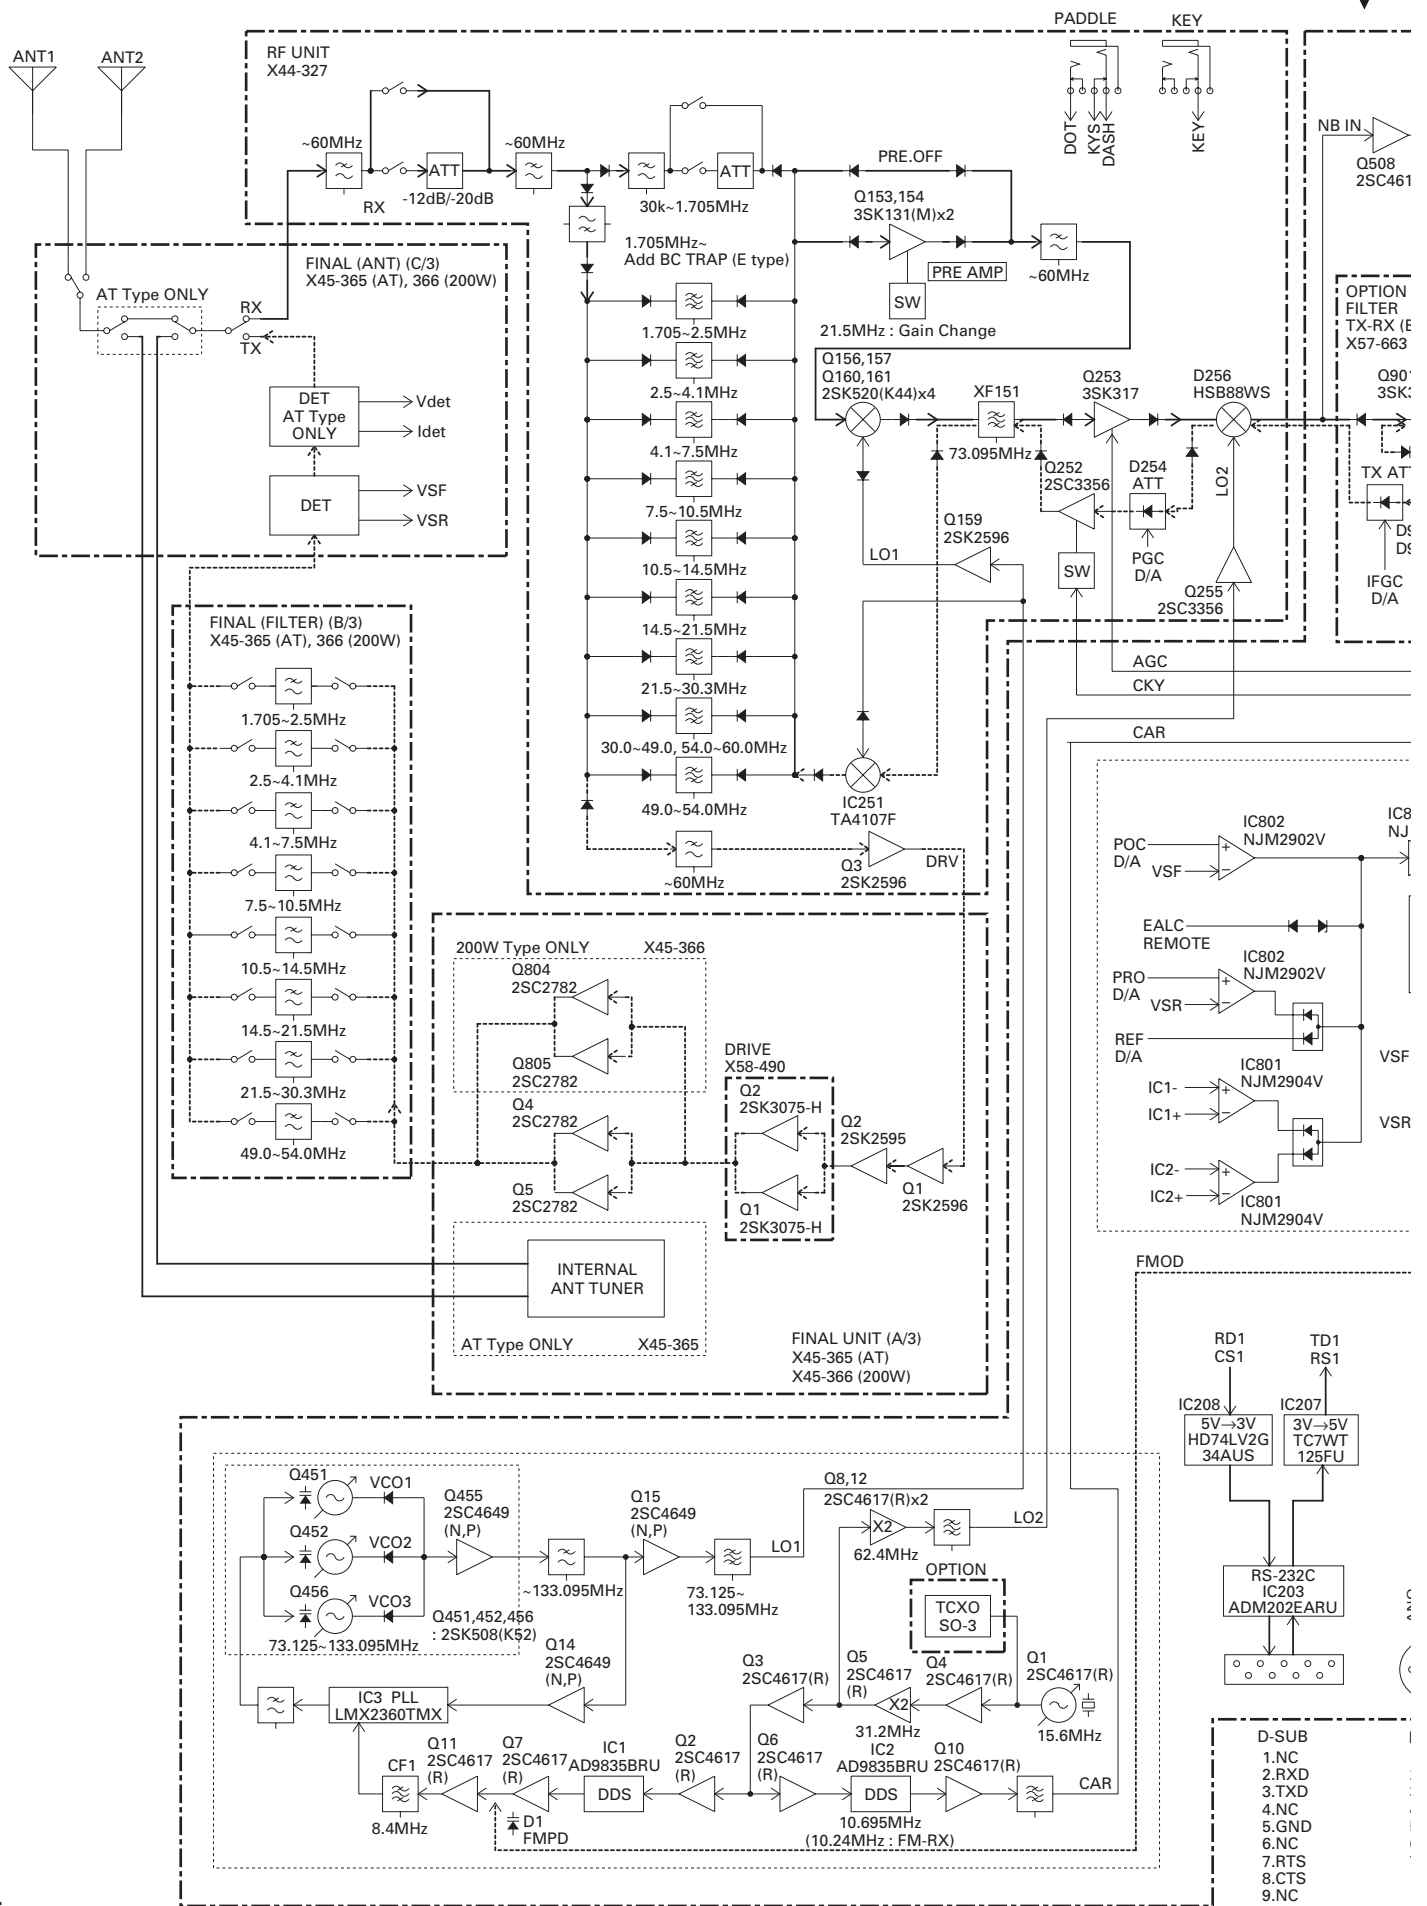 ANT1
ANT2
RF UNIT
X44-327
PADDLE
KEY
DOT
KYS
DASH
KEY
NB IN
Q508
~60MHz
~60MHz
ATT
RX
-12dB/-20dB
ATT
30k~1.705MHz
PRE.OFF
Q153,154
3SK131(M)x2
PRE AMP
~60MHz
SW
21.5MHz : Gain Change
1.705MHz~
Add BC TRAP (E type)
FINAL (ANT) (C/3)
X45-365 (AT), 366 (200W)
AT Type ONLY
RX
TX
DET
AT Type
ONLY
Vdet
Idet
DET
VSF
VSR
1.705~2.5MHz
2.5~4.1MHz
4.1~7.5MHz
7.5~10.5MHz
10.5~14.5MHz
14.5~21.5MHz
21.5~30.3MHz
30.0~49.0, 54.0~60.0MHz
49.0~54.0MHz
~60MHz
Q156,157
Q160,161
2SK520(K44)x4
XF151
73.095MHz
Q253
3SK317
D256
HSB88WS
Q252
2SC3356
D254
ATT
LO2
SW
PGC
D/A
Q255
2SC3356
Q159
2SK2596
LO1
OPTION
FILTER
X57-663
TX ATT
IFGC
D/A
AGC
CKY
CAR
IC251
TA4107F
Q3
2SK2596
DRV
FINAL (FILTER) (B/3)
X45-365 (AT), 366 (200W)
1.705~2.5MHz
2.5~4.1MHz
4.1~7.5MHz
7.5~10.5MHz
10.5~14.5MHz
14.5~21.5MHz
21.5~30.3MHz
49.0~54.0MHz
POC
D/A
VSF
IC802
NJM2902V
EALC
REMOTE
PRO
D/A
VSR
IC802
NJM2902V
REF
D/A
IC1-
IC1+
IC801
NJM2904V
IC2-
IC2+
IC801
NJM2904V
VSF
VSR
200W Type ONLY
X45-366
Q804
2SC2782
Q805
2SC2782
Q4
2SC2782
Q5
2SC2782
DRIVE
X58-490
Q2
2SK3075-H
Q1
2SK3075-H
Q2
2SK2595
Q1
2SK2596
INTERNAL
ANT TUNER
AT Type ONLY
X45-365
FINAL UNIT (A/3)
X45-365 (AT)
X45-366 (200W)
FMOD
RD1
CS1
TD1
RS1
IC208
5V→3V
HD74LV2G
34AUS
IC207
3V→5V
TC7WT
125FU
RS-232C
IC203
ADM202EARU
Q451
VCO1
Q452
VCO2
Q456
VCO3
73.125~133.095MHz
Q455
2SC4649
(N,P)
Q451,452,456
: 2SK508(K52)
~133.095MHz
Q15
2SC4649
(N,P)
73.125~
133.095MHz
LO1
Q14
2SC4649
(N,P)
IC3 PLL
LMX2360TMX
Q8,12
2SC4617(R)x2
X2
62.4MHz
LO2
OPTION
TCXO
SO-3
Q3
2SC4617(R)
Q5
2SC4617
(R)
X2
31.2MHz
Q4
2SC4617(R)
Q1
2SC4617(R)
15.6MHz
CF1
8.4MHz
Q11
2SC4617
(R)
Q7
2SC4617
(R)
D1
FMPD
IC1
AD9835BRU
DDS
Q2
2SC4617
(R)
Q6
2SC4617
(R)
IC2
AD9835BRU
DDS
10.695MHz
(10.24MHz : FM-RX)
Q10
2SC4617(R)
CAR
D-SUB
1.NC
2.RXD
3.TXD
4.NC
5.GND
6.NC
7.RTS
8.CTS
9.NC